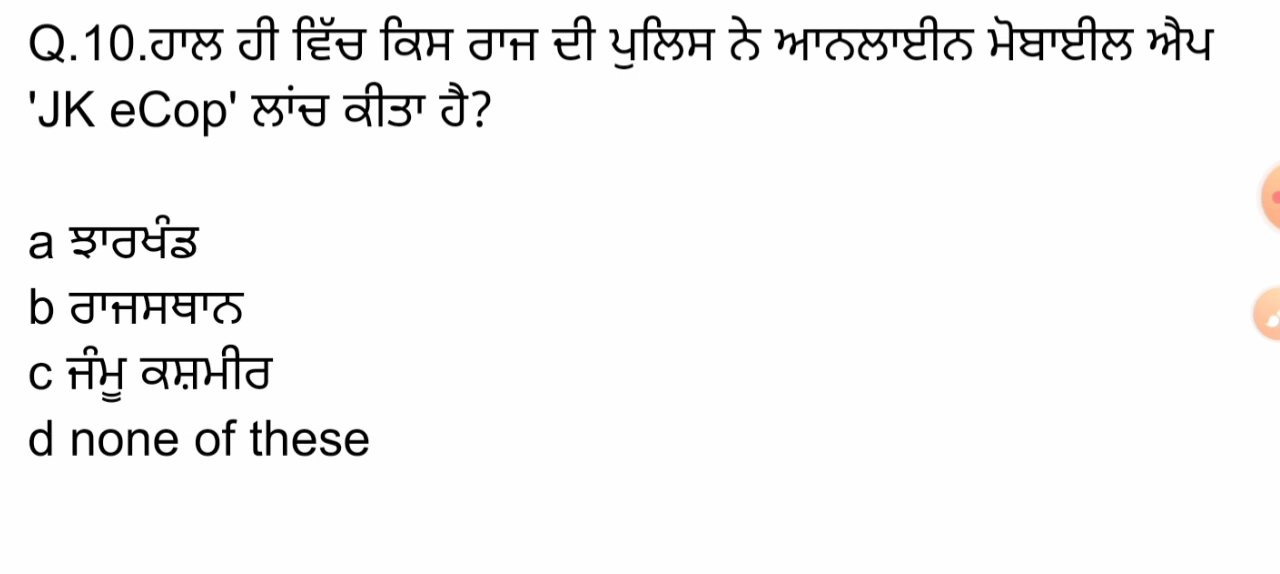 Q.10.ਹਾਲ ਹੀ ਵਿੱਚ ਕਿਸ ਰਾਜ ਦੀ ਪੁਲਿਸ ਨੇ ਆਨਲਾਈਨ ਮੋਬਾਈਲ ਐਪ
'JK eCop' ਲਾਂਚ ਕੀਤਾ ਹੈ?
a ਝਾਰਖੰਡ
b ਰਾਜਸਥਾਨ
c ਜੰਮੂ ਕਸ਼ਮੀਰ
d none of these